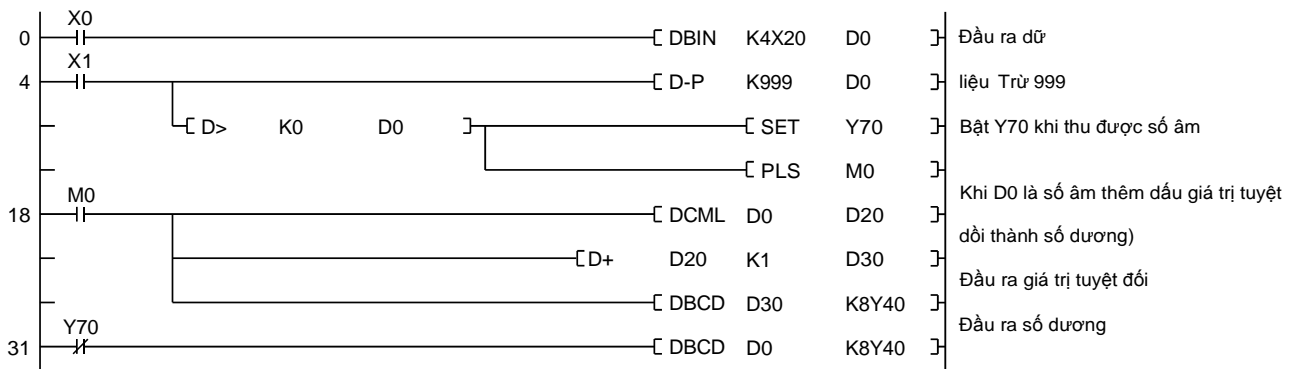 X0
0 DBIN K4X20 D0 Đầu ra dữ
X1
4 D-P K999 D0 liệu Trừ 999
D> K0 D0 SET Y70 Bật Y70 khi thu được số âm
PLS M0
M0
Khi D0 là số âm thêm dấu giá trị tuyệt
18 DCML D0 D20
dồi thành số dương)
D+ D20 K1 D30
Đầu ra giá trị tuyệt đối
DBCD D30 K8Y40
Đầu ra số dương
Y70
31 DBCD D0 K8Y40